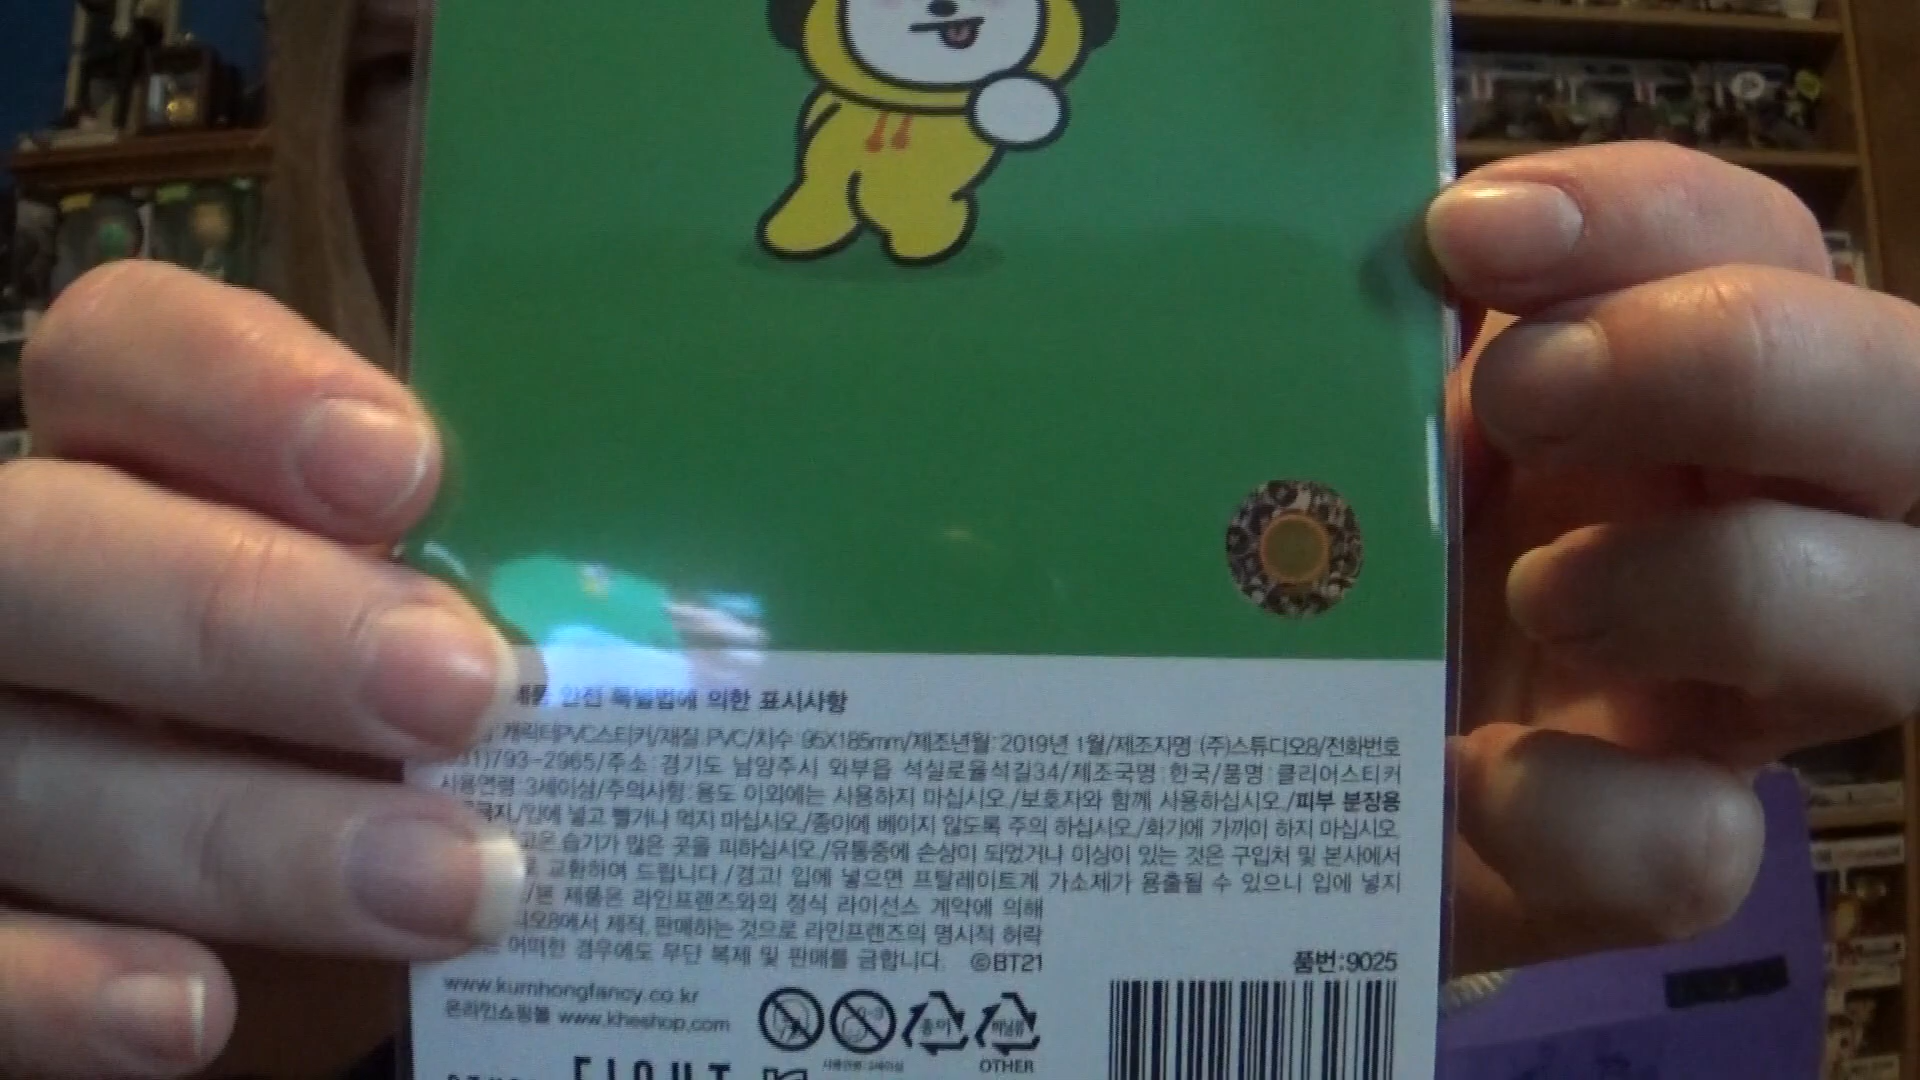 안전 특별법에 의한 표시사항
캐릭터PVC스티커/재질:PVC/치수:95X185mm/제조년월:2019년 1월/제조자명:(주)스튜디오8/전화번호
)793-2965/주소:경기도 남양주시 와부읍 석실로율석길34/제조국명:한국/품명:클리어스티커
사용연령:3세이상/주의사항:용도 이외에는 사용하지 마십시오./보호자와 함께 사용하십시오./피부 분장용
/입에 넣고 빨거나 먹지 마십시오./종이에 베이지 않도록 주의 하십시오./화기에 가까이 하지 마십시오.
습기가 많은 곳을 피하십시오./유통중에 손상이 되었거나 이상이 있는 것은 구입처 및 본사에서
교환하여 드립니다./경고! 입에 넣으면 프탈레이트계 가소제가 용출될 수 있으니 입에 넣지
/본 제품은 라인프렌즈와의 정식 라이선스 계약에 의해
디오8에서 제작, 판매하는 것으로 라인프렌즈의 명시적 허락
어떠한 경우에도 무단 복제 및 판매를 금합니다. ©BT21
품번:9025
www.kumhongfancy.co.kr
온라인쇼핑몰 www.kheshop.com
종이
비닐류
OTHER